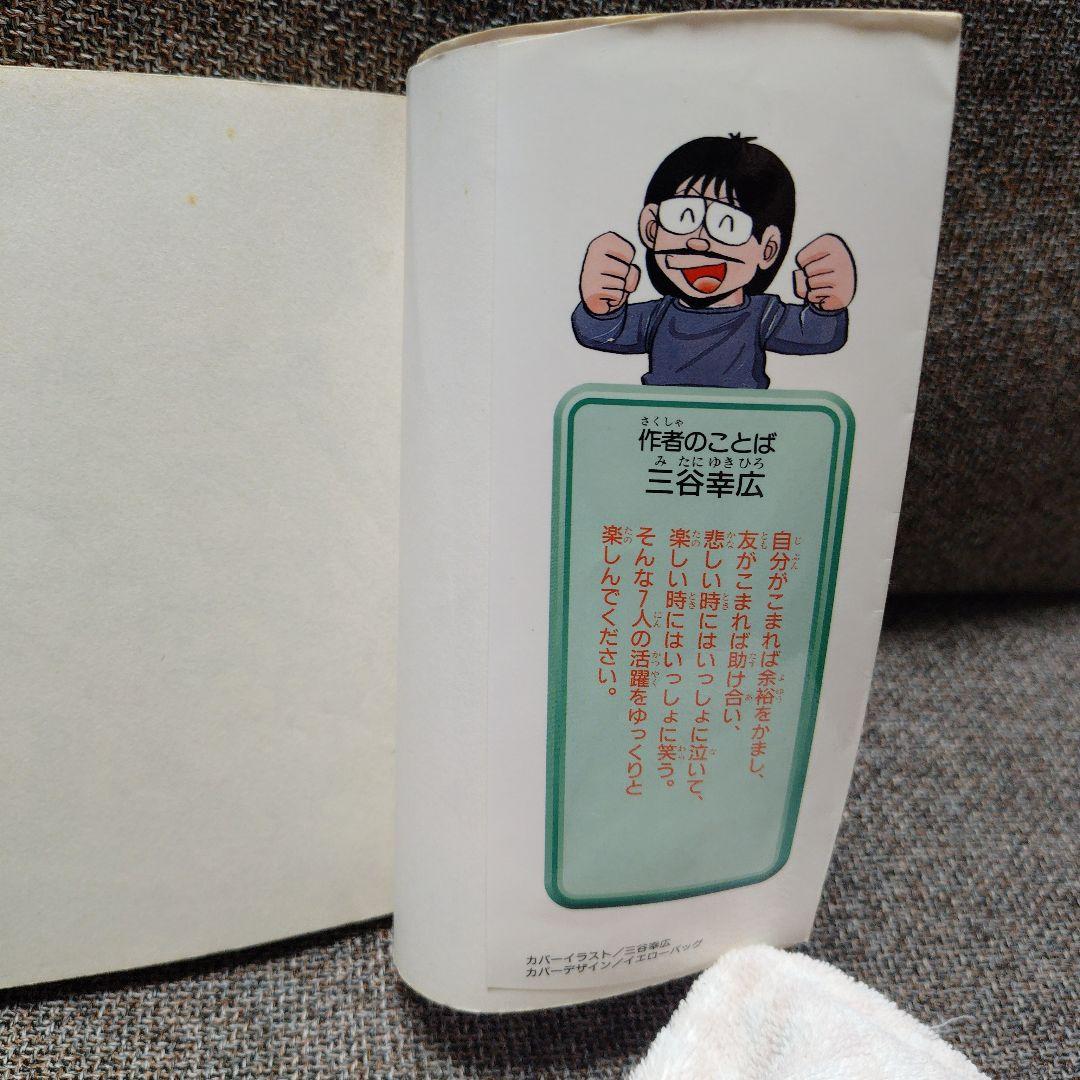 作者のことば
三谷幸広
自分がこまれば余裕をかまし、
友がこまれば助け合い、
悲しい時にはいっしょに泣いて、
楽しい時にはいっしょに笑う。
そんな7人の活躍をゆっくりと
楽しんでください。
カバーイラスト/三谷幸広
カバーデザイン/イエローバッグ